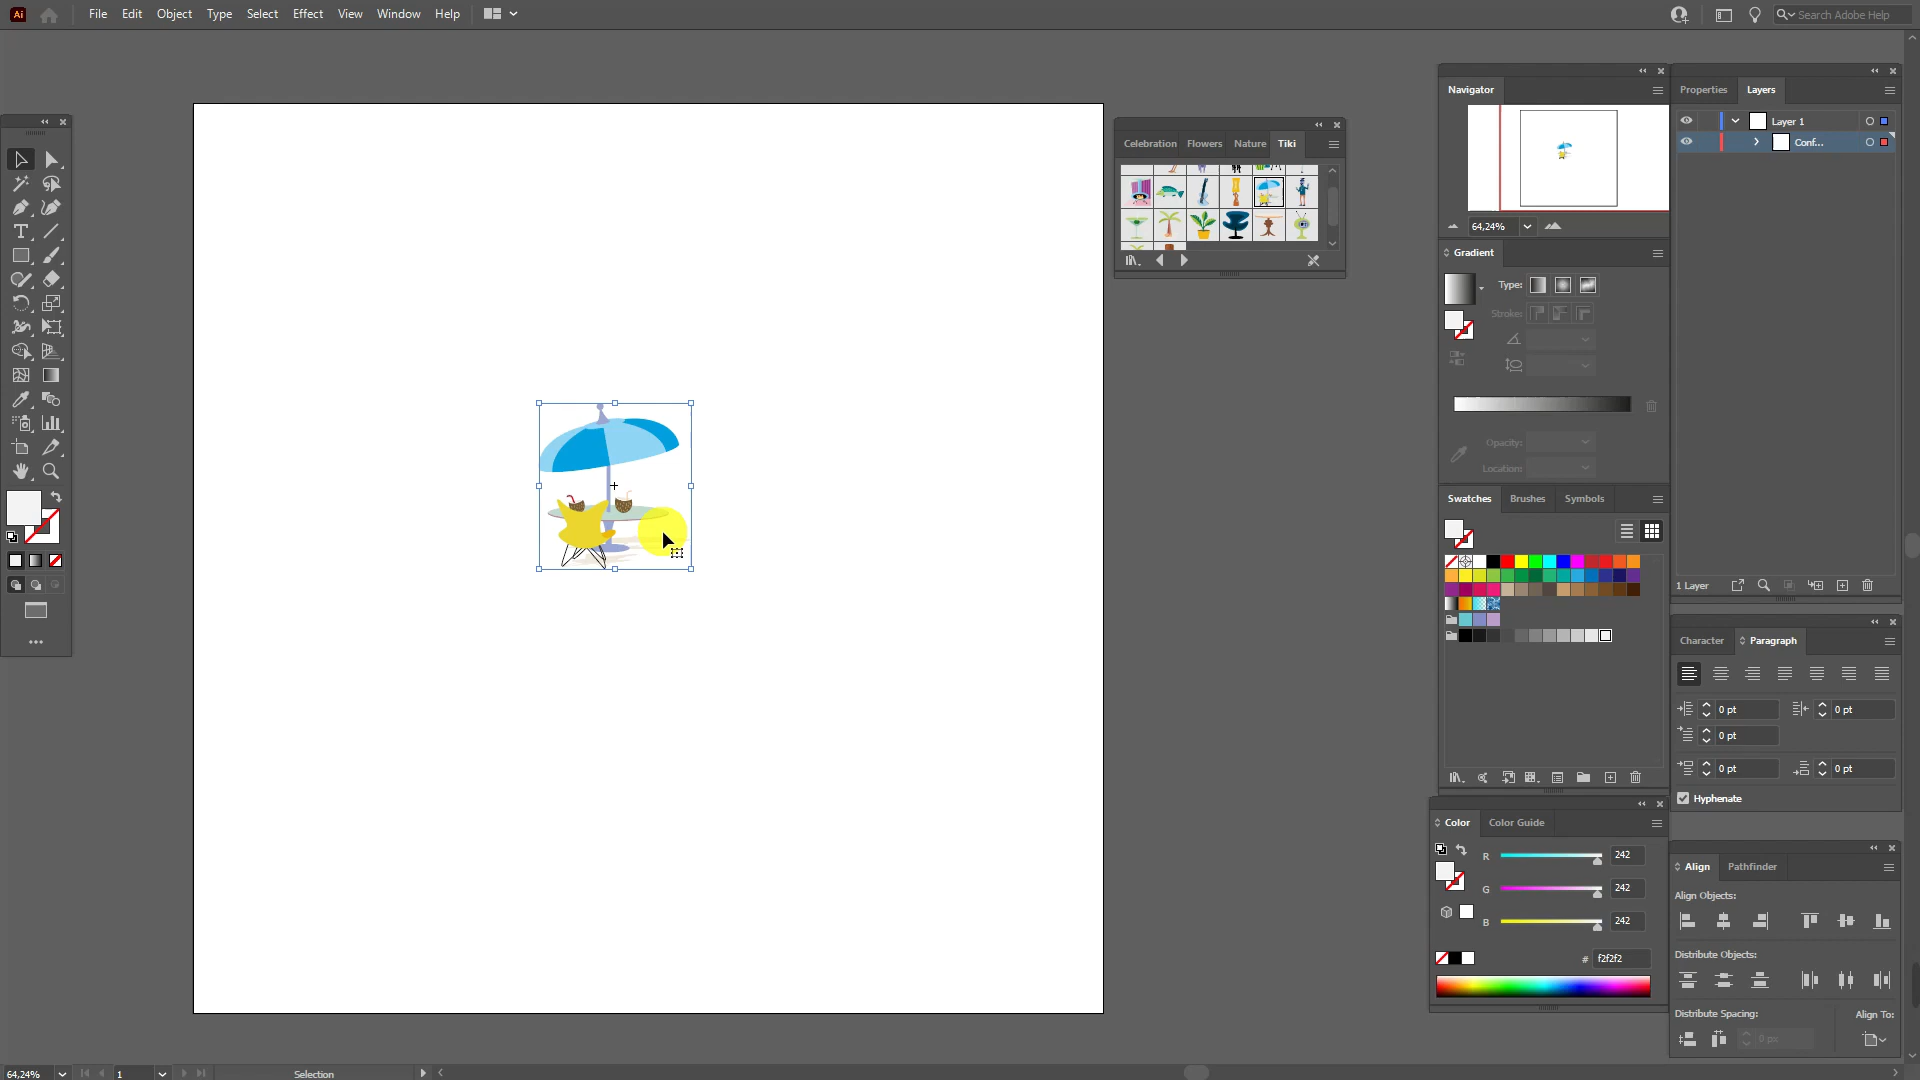 Ai File Edit Object Type Select Effect View Window Help Search Adobe Help
Navigator
64,24%
Gradient
Type:
Stroke:
Opacity:
Location:
Swatches Brushes Symbols
Color Color Guide
R 242
G 242
B 242
# f2f2f2
Properties Layers
Layer 1
Conf...
1 Layer
Character Paragraph
0 pt 0 pt
0 pt
0 pt 0 pt
Hyphenate
Align Pathfinder
Align Objects:
Distribute Objects:
Distribute Spacing: Align To:
0 px
Celebration Flowers Nature Tiki
64,24% 1 Selection